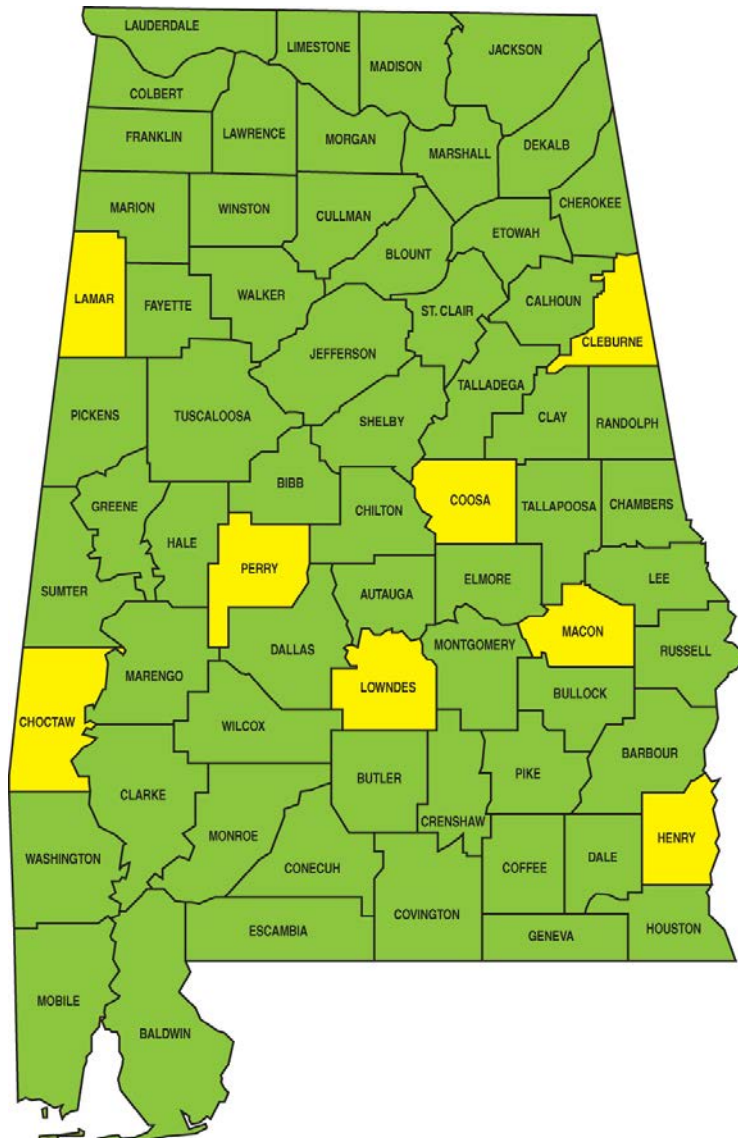 LAUDERDALE
LIMESTONE
MADISON
JACKSON
COLBERT
FRANKLIN
LAWRENCE
MORGAN
MARSHALL
DEKALB
CHEROKEE
MARION
WINSTON
CULLMAN
BLOUNT
ETOWAH
LAMAR
FAYETTE
WALKER
ST. CLAIR
CALHOUN
CLEBURNE
JEFFERSON
TALLADEGA
PICKENS
TUSCALOOSA
SHELBY
CLAY
RANDOLPH
GREENE
HALE
BIBB
CHILTON
COOSA
TALLAPOOSA
CHAMBERS
SUMTER
PERRY
AUTAUGA
ELMORE
LEE
MARENGO
DALLAS
MONTGOMERY
MACON
RUSSELL
CHOCTAW
LOWNDES
BULLOCK
WILCOX
BARBOUR
CLARKE
BUTLER
CRENSHAW
PIKE
HENRY
WASHINGTON
MONROE
CONECUH
COFFEE
DALE
COVINGTON
ESCAMBIA
GENEVA
HOUSTON
MOBILE
BALDWIN